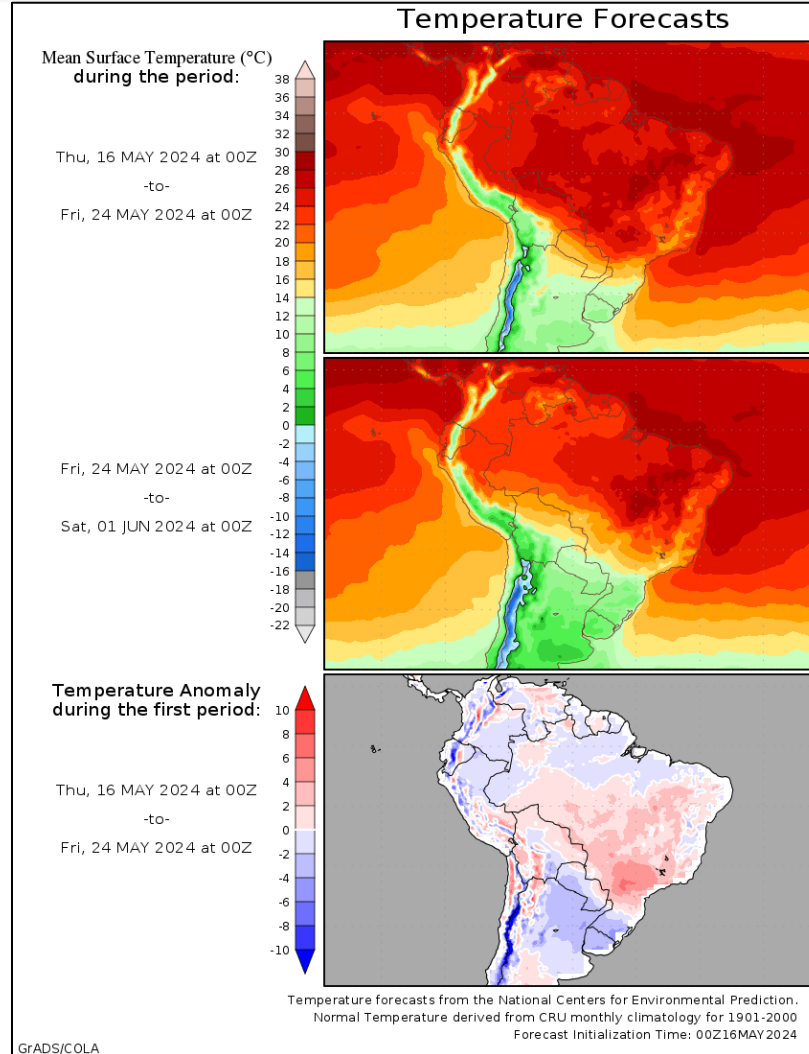 Temperature Forecasts
Mean Surface Temperature (°C)
during the period:
Thu, 16 MAY 2024 at 00Z
-to-
Fri, 24 MAY 2024 at 00Z
38
36
34
32
30
28
26
24
22
20
18
16
14
12
10
8
6
4
2
0
-2
-4
-6
-8
-10
-12
-14
-16
-18
-20
-22
Fri, 24 MAY 2024 at 00Z
-to-
Sat, 01 JUN 2024 at 00Z
Temperature Anomaly
during the first period:
Thu, 16 MAY 2024 at 00Z
-to-
Fri, 24 MAY 2024 at 00Z
10
8
6
4
2
0
-2
-4
-6
-8
-10
Temperature forecasts from the National Centers for Environmental Prediction.
Normal Temperature derived from CRU monthly climatology for 1901-2000
Forecast Initialization Time: 00Z16MAY2024
GrADS/COLA